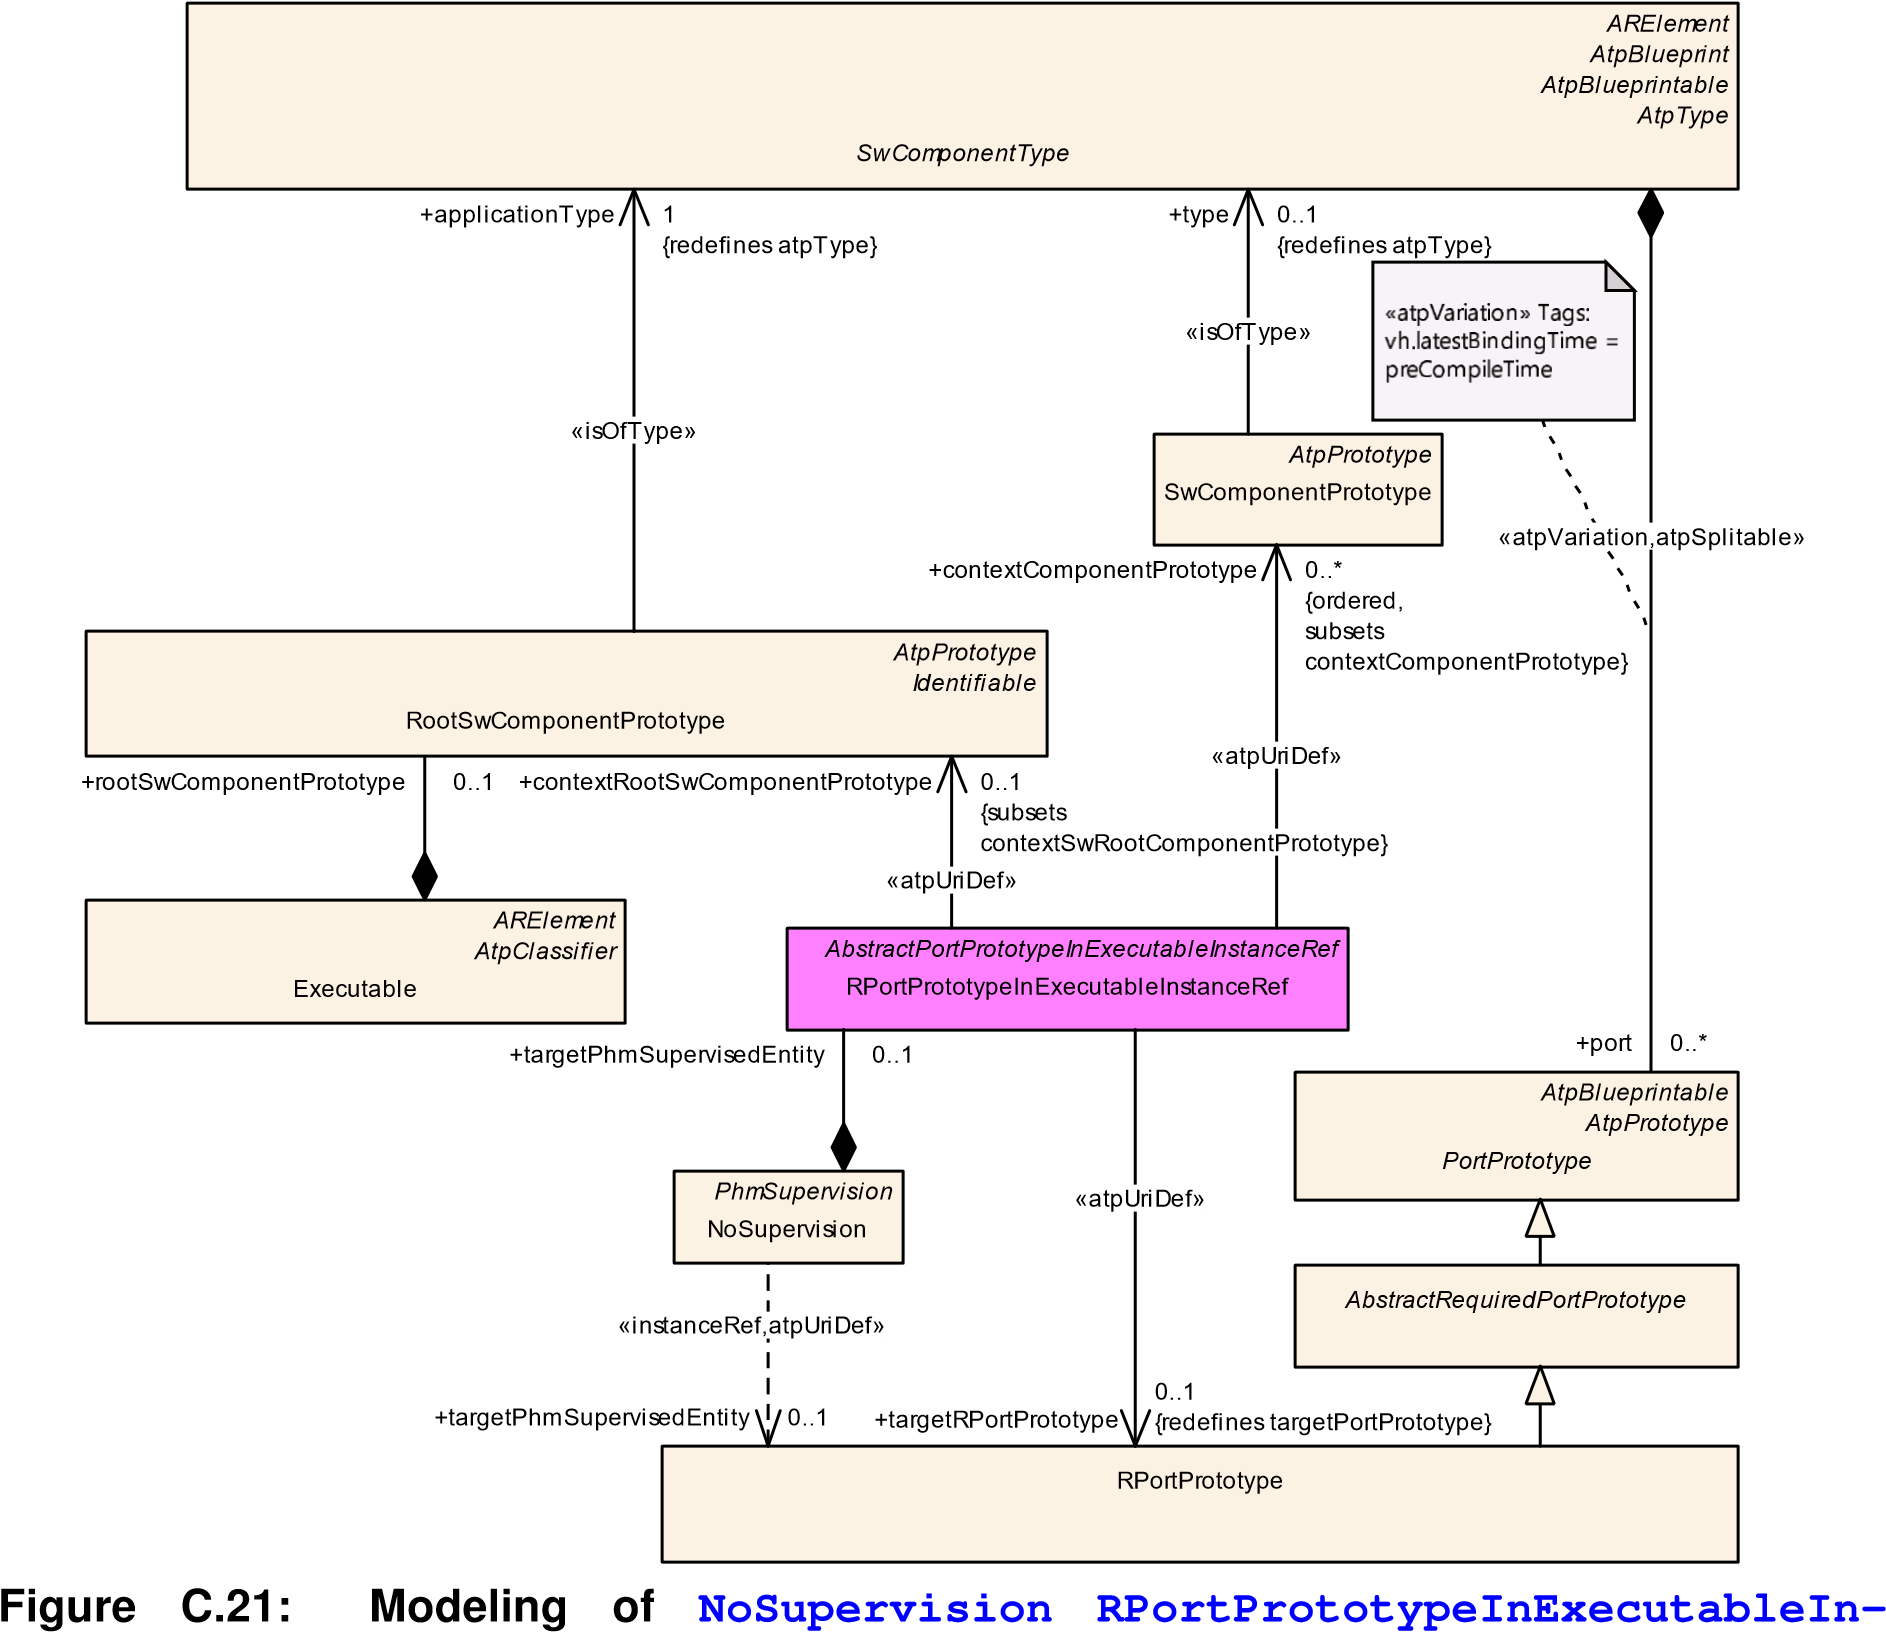 ARElement
AtpBlueprint
AtpBlueprintable
AtpType
SwComponentType
+applicationType 1
{redefines atpType}
+type 0..1
{redefines atpType}
«atpVariation» Tags:
vh.latestBindingTime =
preCompileTime
«isOfType»
«isOfType»
AtpPrototype
SwComponentPrototype
«atpVariation,atpSplitable»
+contextComponentPrototype 0..*
{ordered,
subsets
contextComponentPrototype}
AtpPrototype
Identifiable
RootSwComponentPrototype
«atpUriDef»
+rootSwComponentPrototype 0..1
+contextRootSwComponentPrototype 0..1
{subsets
contextSwRootComponentPrototype}
«atpUriDef»
ARElement
AtpClassifier
Executable
AbstractPortPrototypeInExecutableInstanceRef
RPortPrototypeInExecutableInstanceRef
+targetPhmSupervisedEntity 0..1
+port 0..*
AtpBlueprintable
AtpPrototype
PortPrototype
PhmSupervision
NoSupervision
«atpUriDef»
AbstractRequiredPortPrototype
«instanceRef,atpUriDef»
+targetPhmSupervisedEntity 0..1
+targetRPortPrototype 0..1
{redefines targetPortPrototype}
RPortPrototype
Figure C.21: Modeling of NoSupervision RPortPrototypeInExecutableIn-